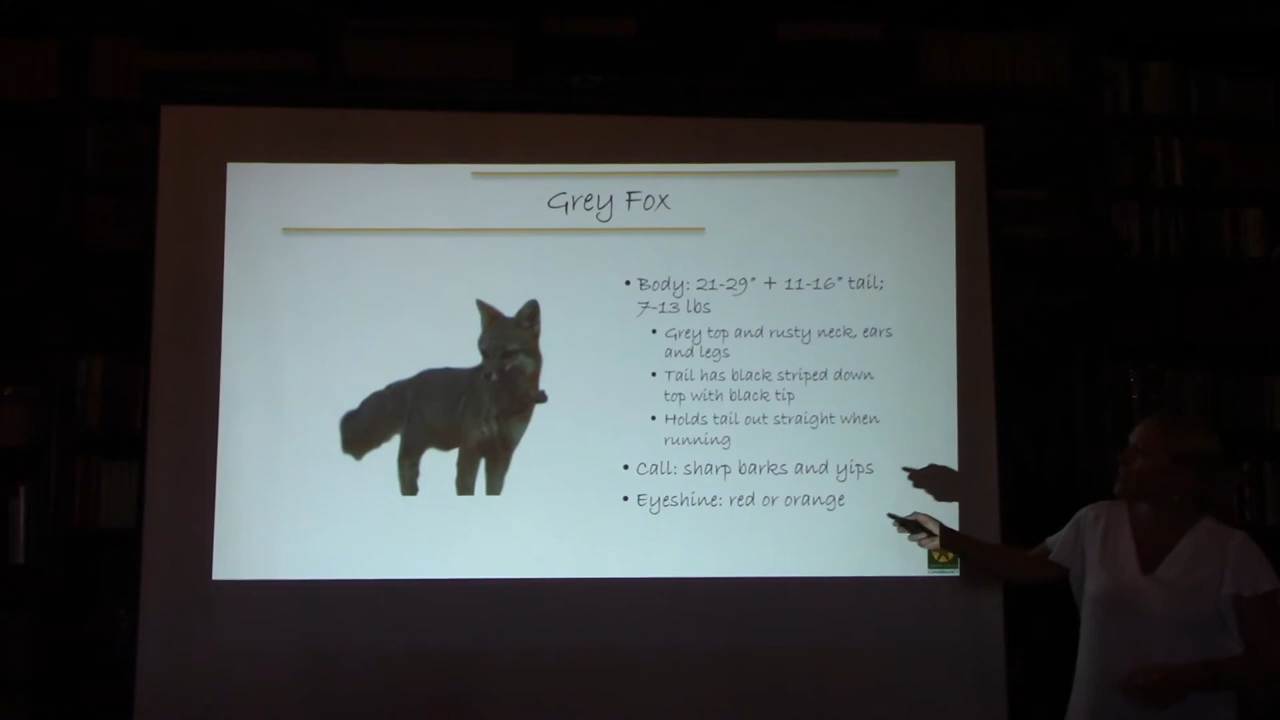 Grey Fox
• Body: 21-29" + 11-16" tail;
7-13 lbs
• Grey top and rusty neck, ears
and legs
• Tail has black striped down
top with black tip
• Holds tail out straight when
running
• Call: sharp barks and yips
• Eyeshine: red or orange